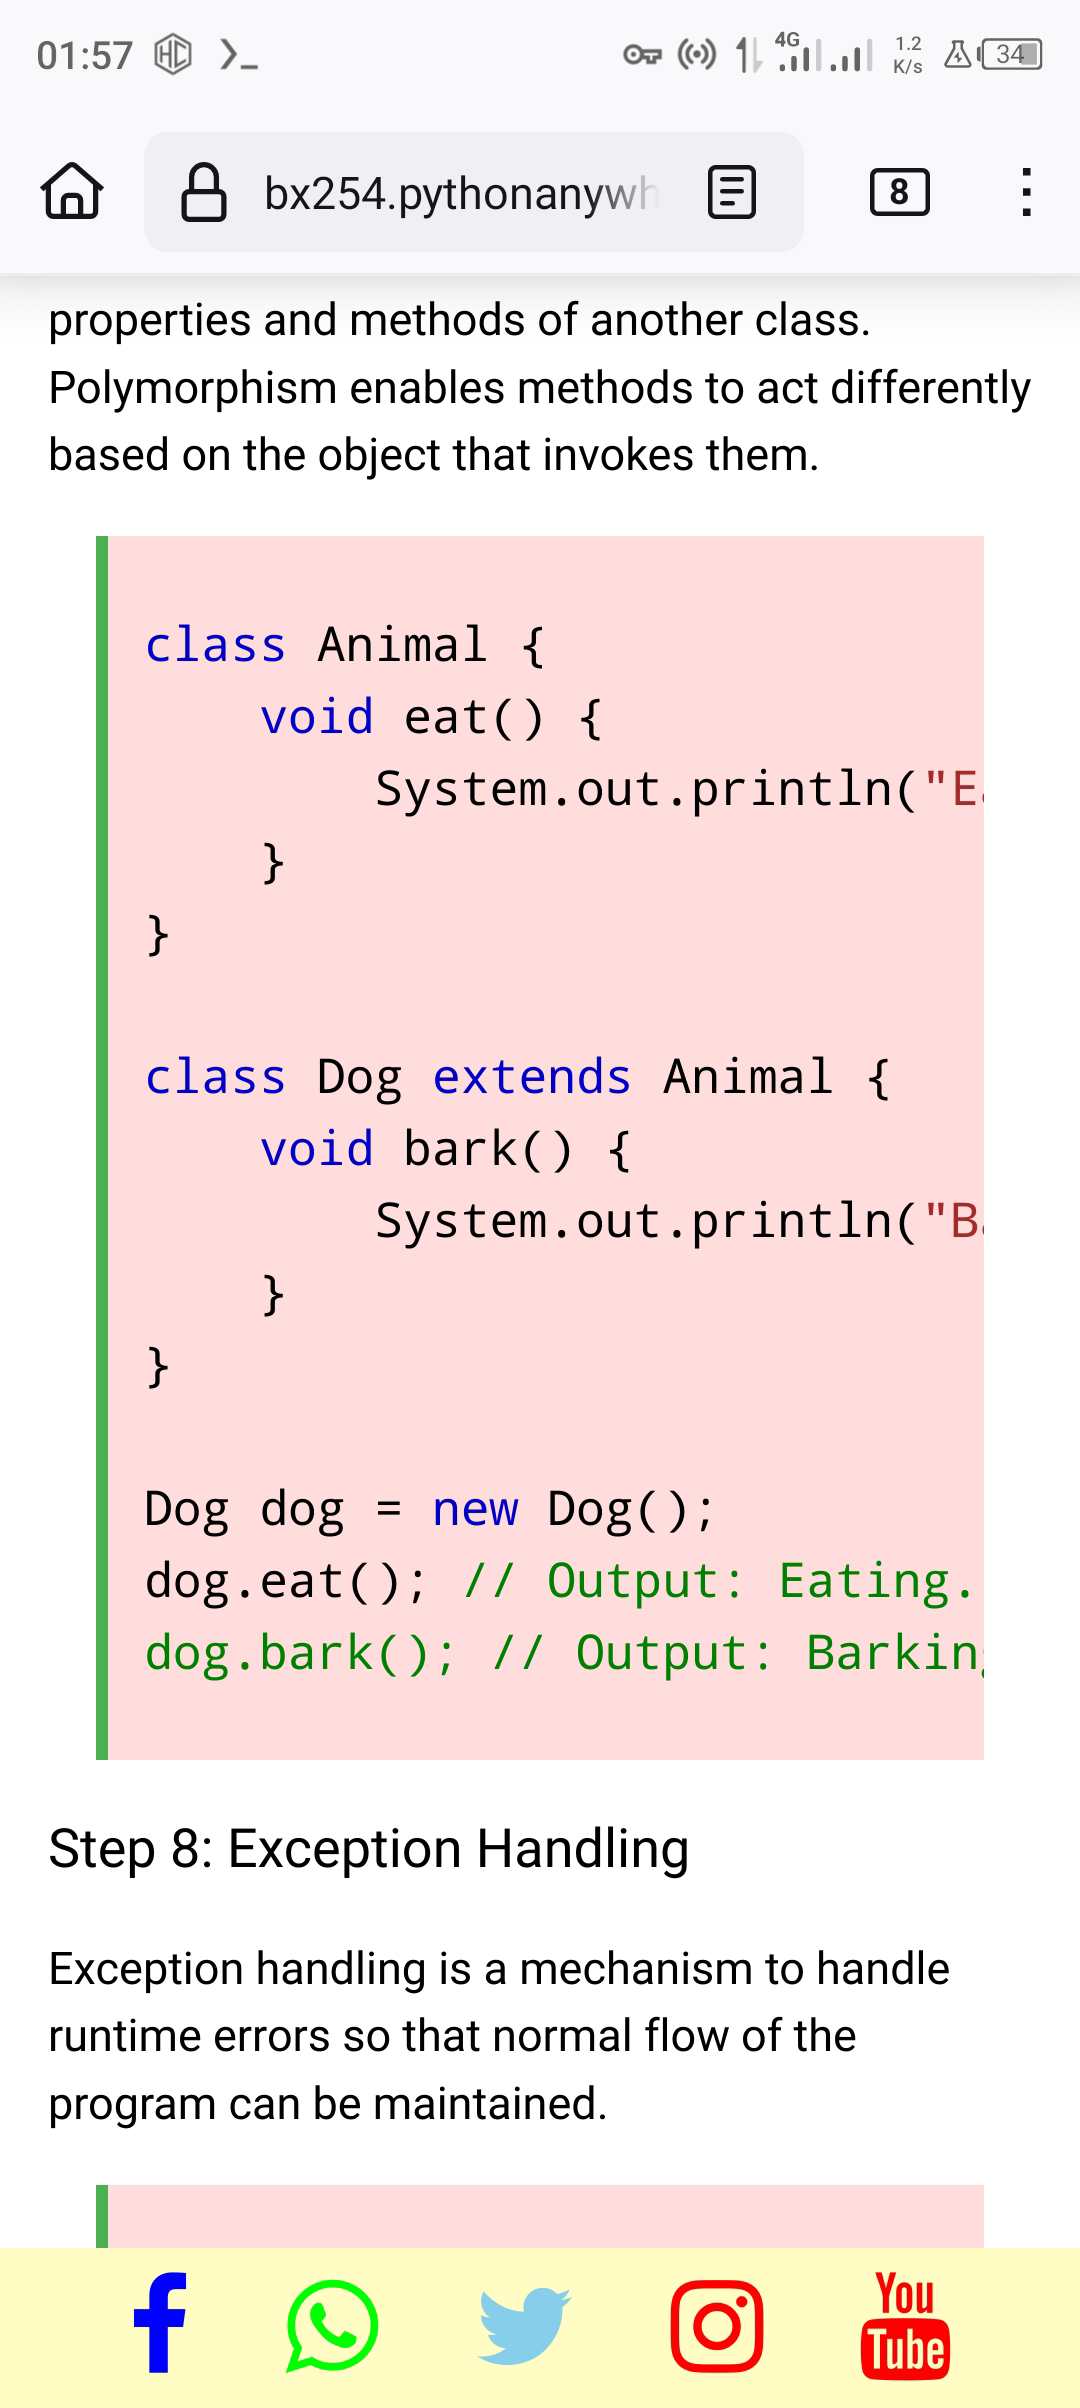 01:57
4G 1.2 K/s 34
bx254.pythonanywh
8
properties and methods of another class.
Polymorphism enables methods to act differently
based on the object that invokes them.
class Animal {
void eat() {
System.out.println("E
}
}
class Dog extends Animal {
void bark() {
System.out.println("B
}
}
Dog dog = new Dog();
dog.eat(); // Output: Eating.
dog.bark(); // Output: Barkin
Step 8: Exception Handling
Exception handling is a mechanism to handle
runtime errors so that normal flow of the
program can be maintained.
You
Tube